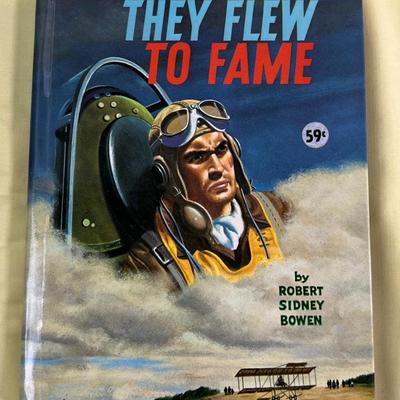 THEY FLEW
TO FAME
59¢
by
ROBERT
SIDNEY
BOWEN